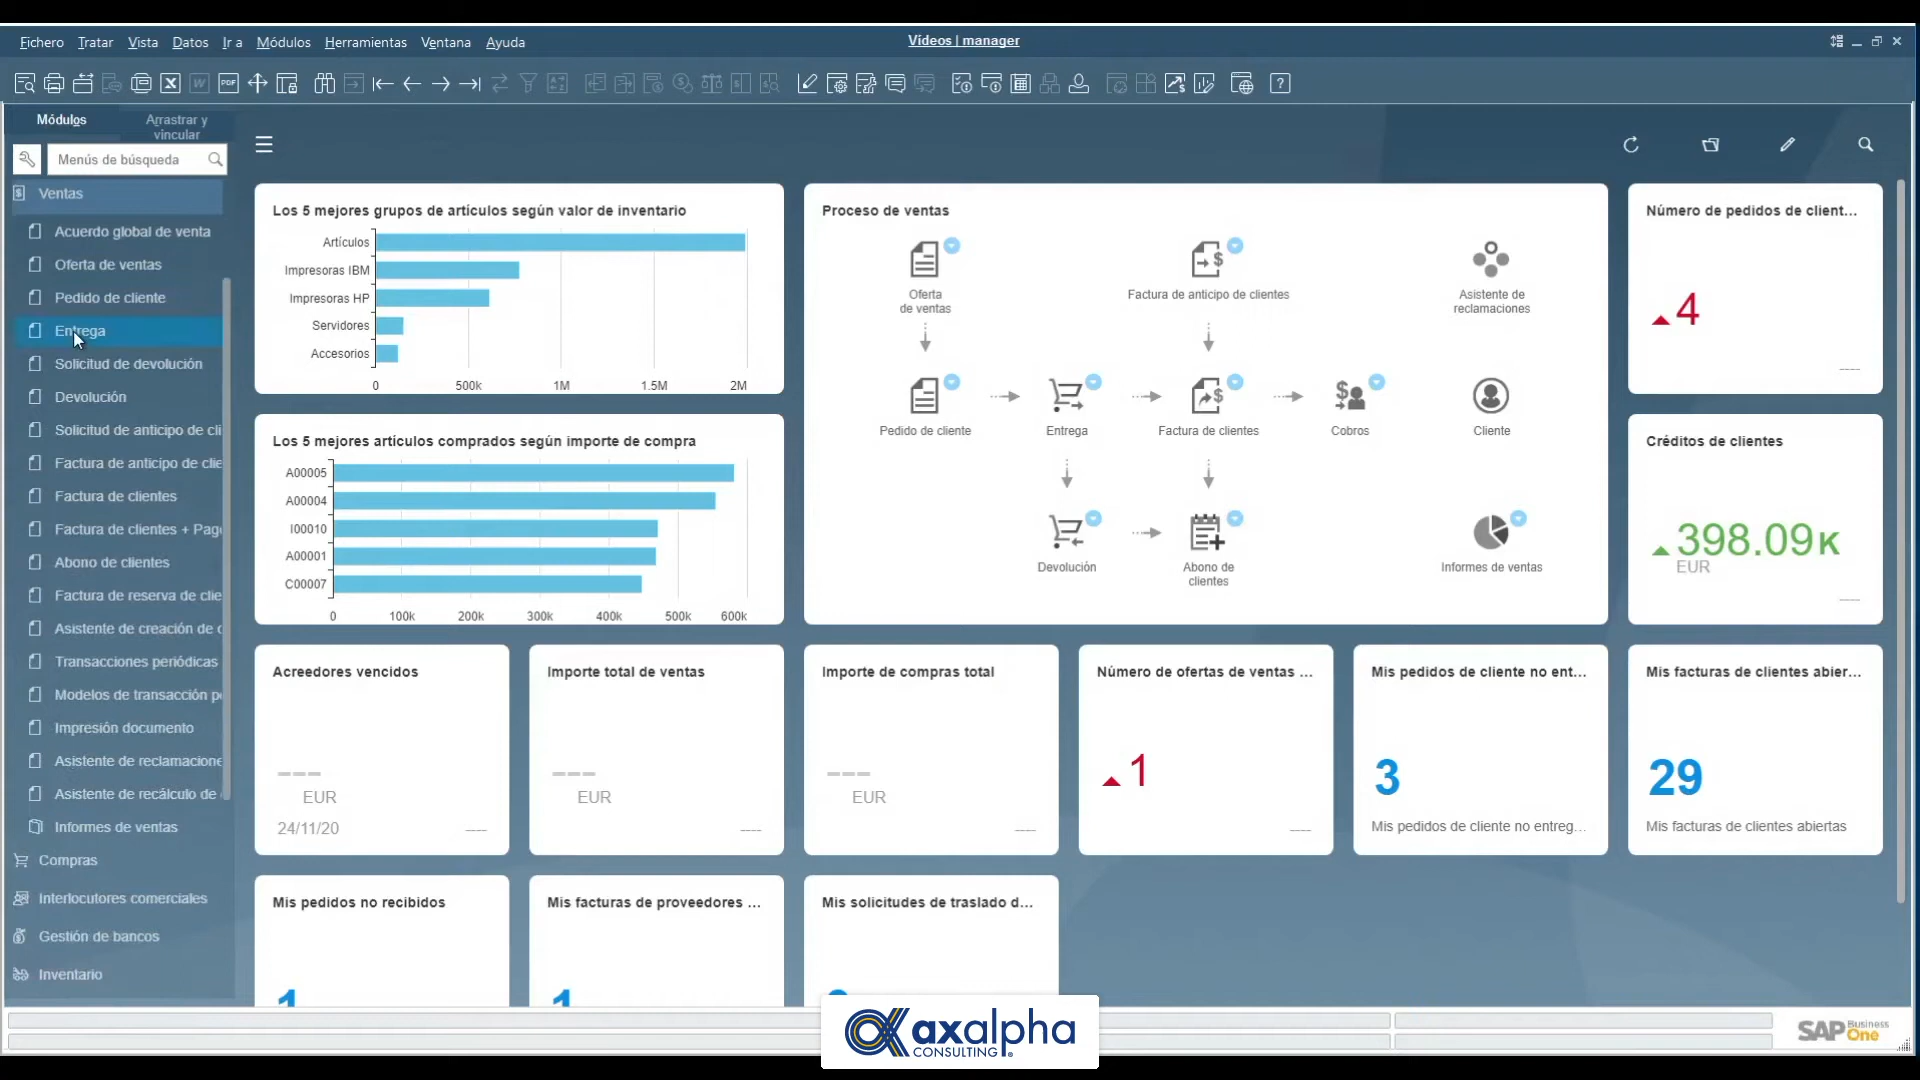 Fichero Tratar Vista Datos Ir a Módulos Herramientas Ventana Ayuda
Vídeos | manager
Módulos
Arrastrar y
vincular
Menús de búsqueda
Ventas
Acuerdo global de venta
Oferta de ventas
Pedido de cliente
Entrega
Solicitud de devolución
Devolución
Solicitud de anticipo de cli
Factura de anticipo de clie
Factura de clientes
Factura de clientes + Pag
Abono de clientes
Factura de reserva de clie
Asistente de creación de
Transacciones periódicas
Modelos de transacción p
Impresión documento
Asistente de reclamacione
Asistente de recálculo de
Informes de ventas
Compras
Interlocutores comerciales
Gestión de bancos
Inventario
Los 5 mejores grupos de artículos según valor de inventario
Artículos
Impresoras IBM
Impresoras HP
Servidores
Accesorios
0 500k 1M 1.5M 2M
Los 5 mejores artículos comprados según importe de compra
A00005
A00004
I00010
A00001
C00007
0 100k 200k 300k 400k 500k 600k
Proceso de ventas
Oferta
de ventas
Factura de anticipo de clientes
Asistente de
reclamaciones
Pedido de cliente
Entrega
Factura de clientes
Cobros
Cliente
Devolución
Abono de
clientes
Informes de ventas
Número de pedidos de client...
4
Créditos de clientes
398.09K
EUR
Acreedores vencidos
EUR
24/11/20
Importe total de ventas
EUR
Importe de compras total
EUR
Número de ofertas de ventas ...
1
Mis pedidos de cliente no ent...
3
Mis pedidos de cliente no entreg...
Mis facturas de clientes abier...
29
Mis facturas de clientes abiertas
Mis pedidos no recibidos
1
Mis facturas de proveedores ...
1
Mis solicitudes de traslado d...
axalpha
CONSULTING®
SAP Business
One